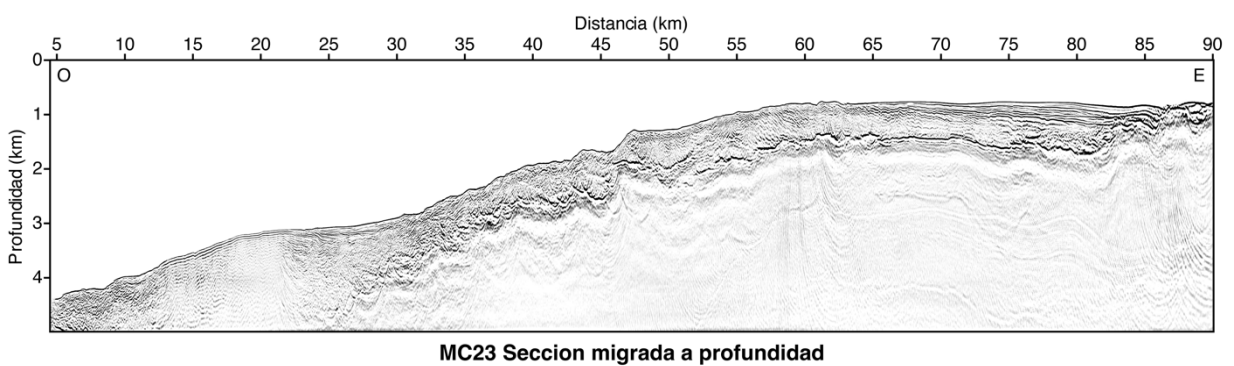 Distancia (km)
5 10 15 20 25 30 35 40 45 50 55 60 65 70 75 80 85 90
0
O E
1
2
Profundidad (km)
3
4
MC23 Seccion migrada a profundidad